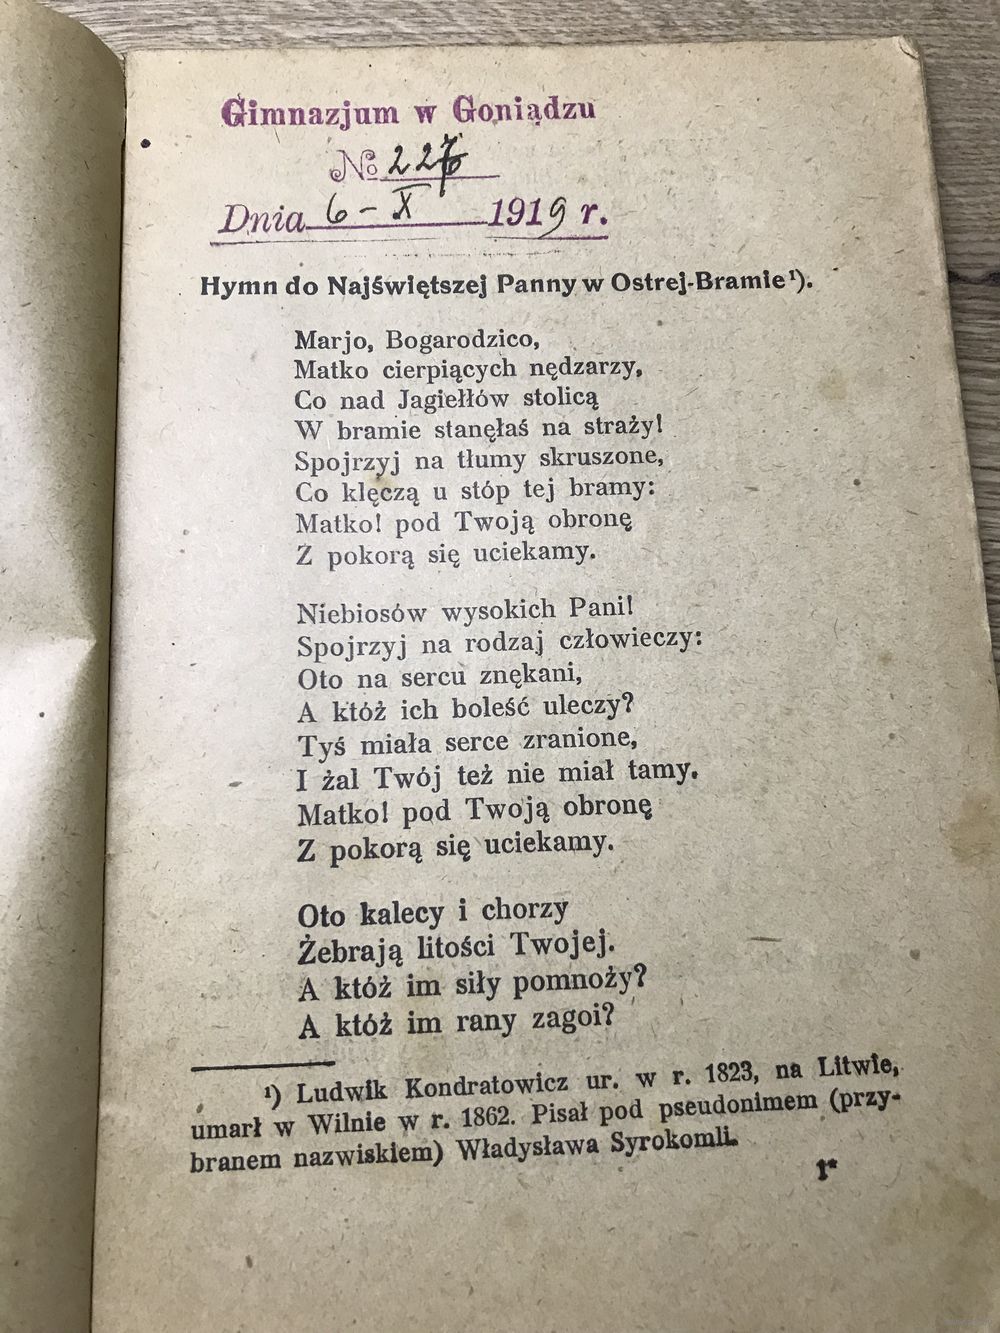 Gimnazjum w Goniądzu
№ 227
Dnia 6 – X 1919 r.
Hymn do Najświętszej Panny w Ostrej-Bramie¹).
Marjo, Bogarodzico,
Matko cierpiących nędzarzy,
Co nad Jagiełłów stolicą
W bramie stanęłaś na straży!
Spojrzyj na tłumy skruszone,
Co klęczą u stóp tej bramy:
Matko! pod Twoją obronę
Z pokorą się uciekamy.
Niebiosów wysokich Pani!
Spojrzyj na rodzaj człowieczy:
Oto na sercu znękani,
A któż ich boleść uleczy?
Tyś miała serce zranione,
I żal Twój też nie miał tamy.
Matko! pod Twoją obronę
Z pokorą się uciekamy.
Oto kalecy i chorzy
Żebrają litości Twojej.
A któż im siły pomnoży?
A któż im rany zagoi?
¹) Ludwik Kondratowicz ur. w r. 1823, na Litwie,
umarł w Wilnie w r. 1862. Pisał pod pseudonimem (przy-
branem nazwiskiem) Władysława Syrokomli.
1*